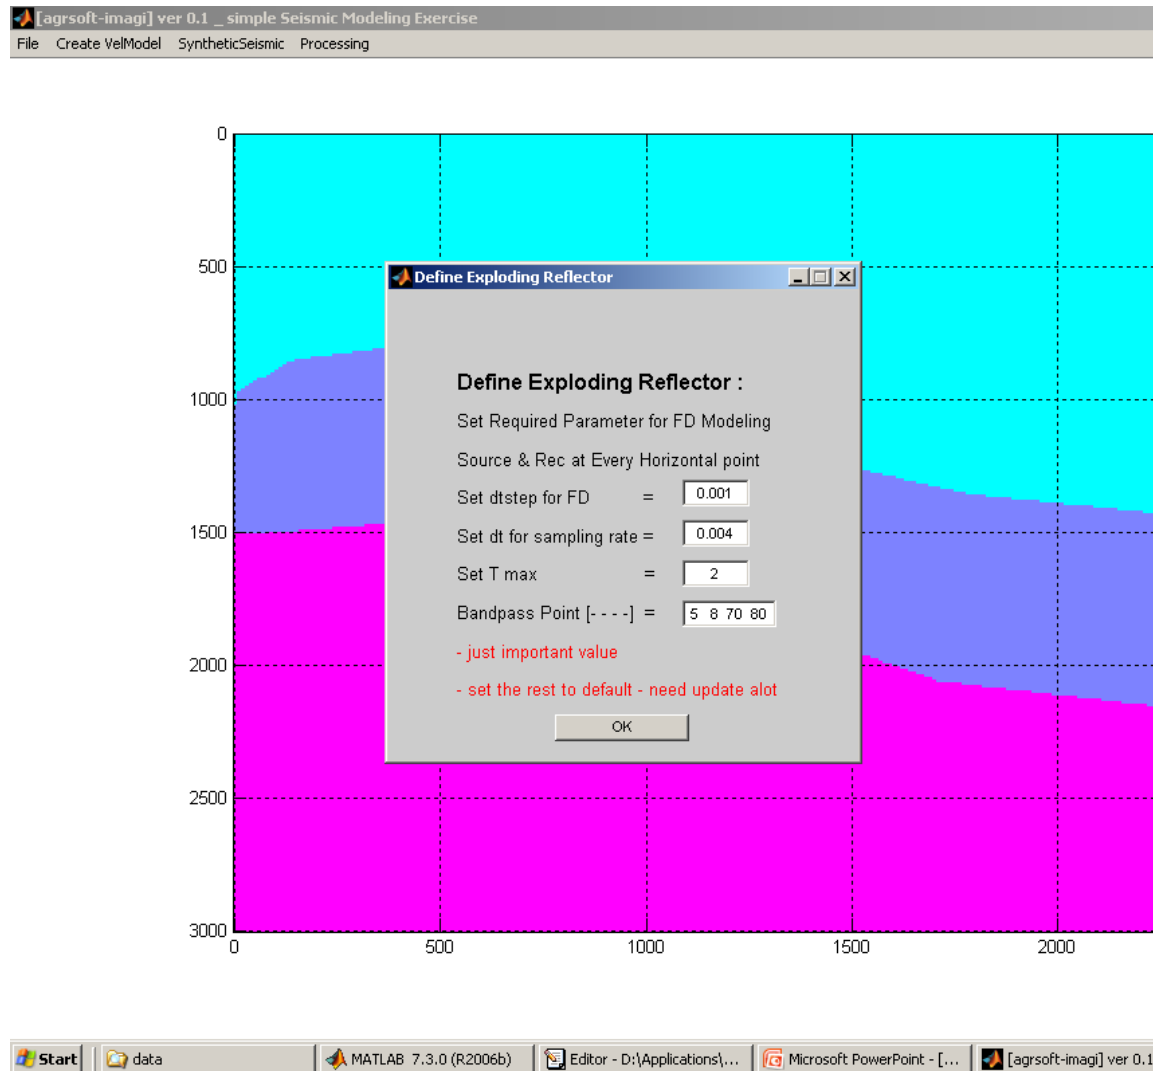 [agrsoft-imagi] ver 0.1 _ simple Seismic Modeling Exercise
File Create VelModel SyntheticSeismic Processing
0
500
1000
1500
2000
2500
3000
Define Exploding Reflector
Define Exploding Reflector :
Set Required Parameter for FD Modeling
Source & Rec at Every Horizontal point
Set dtstep for FD = 0.001
Set dt for sampling rate = 0.004
Set T max = 2
Bandpass Point [- - - -] = 5 8 70 80
- just important value
- set the rest to default - need update alot
OK
0 500 1000 1500 2000
Start data MATLAB 7.3.0 (R2006b) Editor - D:\Applications\... Microsoft PowerPoint - [... [agrsoft-imagi] ver 0.1